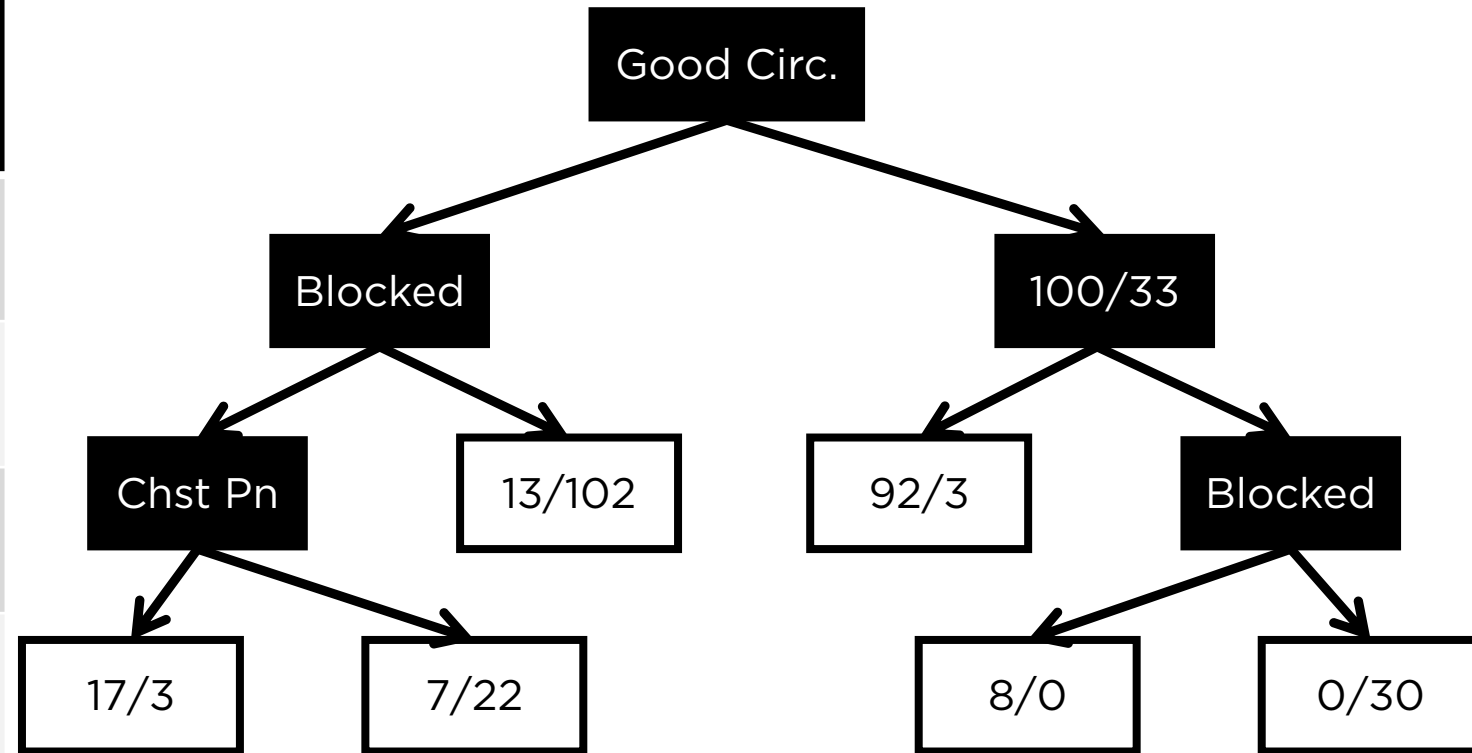 Good Circ.
Blocked
100/33
Chst Pn
13/102
92/3
Blocked
17/3
7/22
8/0
0/30